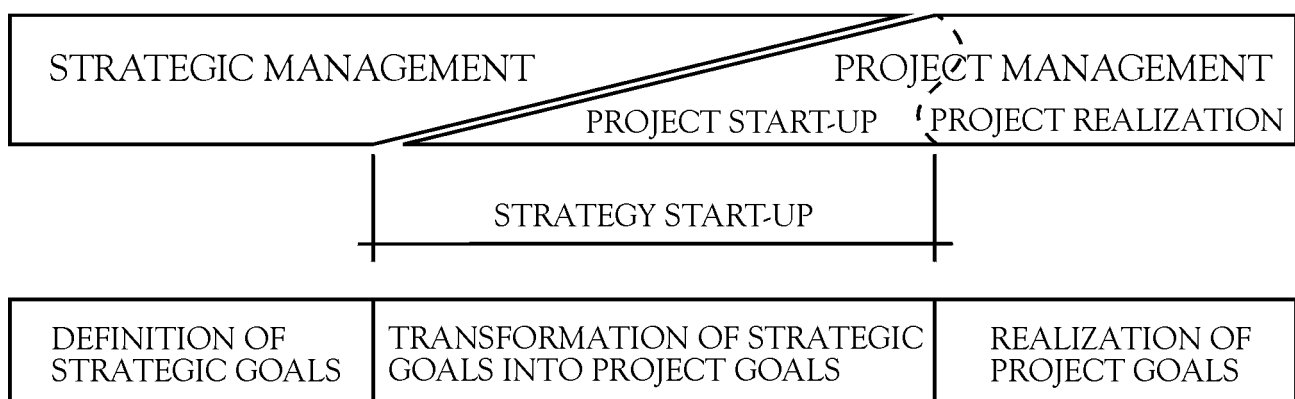 STRATEGIC MANAGEMENT
PROJECT MANAGEMENT
PROJECT START-UP
PROJECT REALIZATION
STRATEGY START-UP
DEFINITION OF
STRATEGIC GOALS
TRANSFORMATION OF STRATEGIC
GOALS INTO PROJECT GOALS
REALIZATION OF
PROJECT GOALS